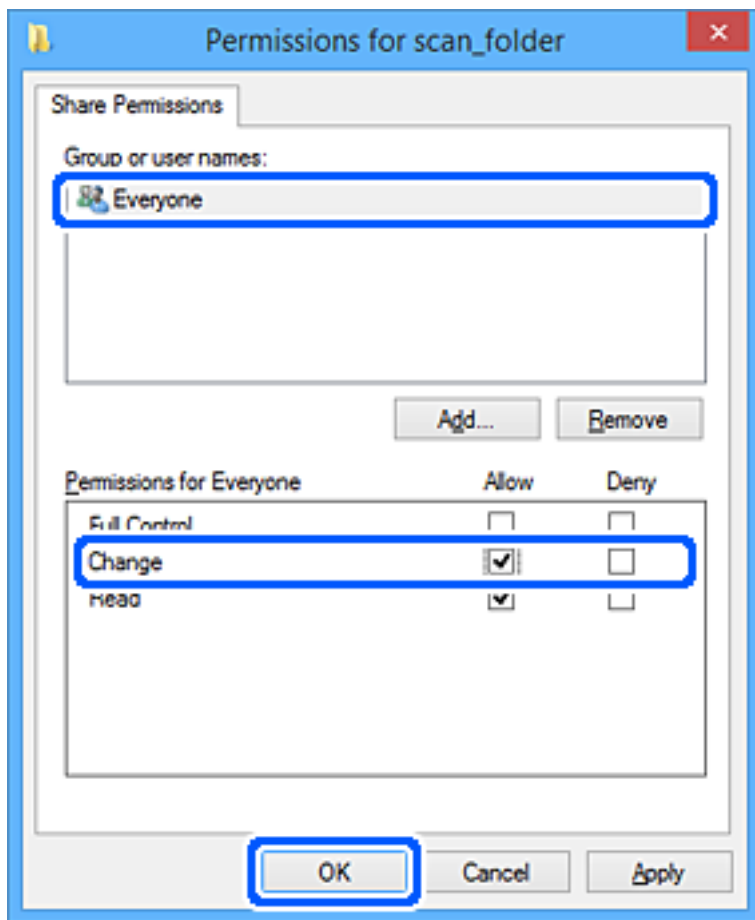 Permissions for scan_folder
Share Permissions
Group or user names:
Everyone
Add... Remove
Permissions for Everyone Allow Deny
Full Control
Change
Read
OK Cancel Apply